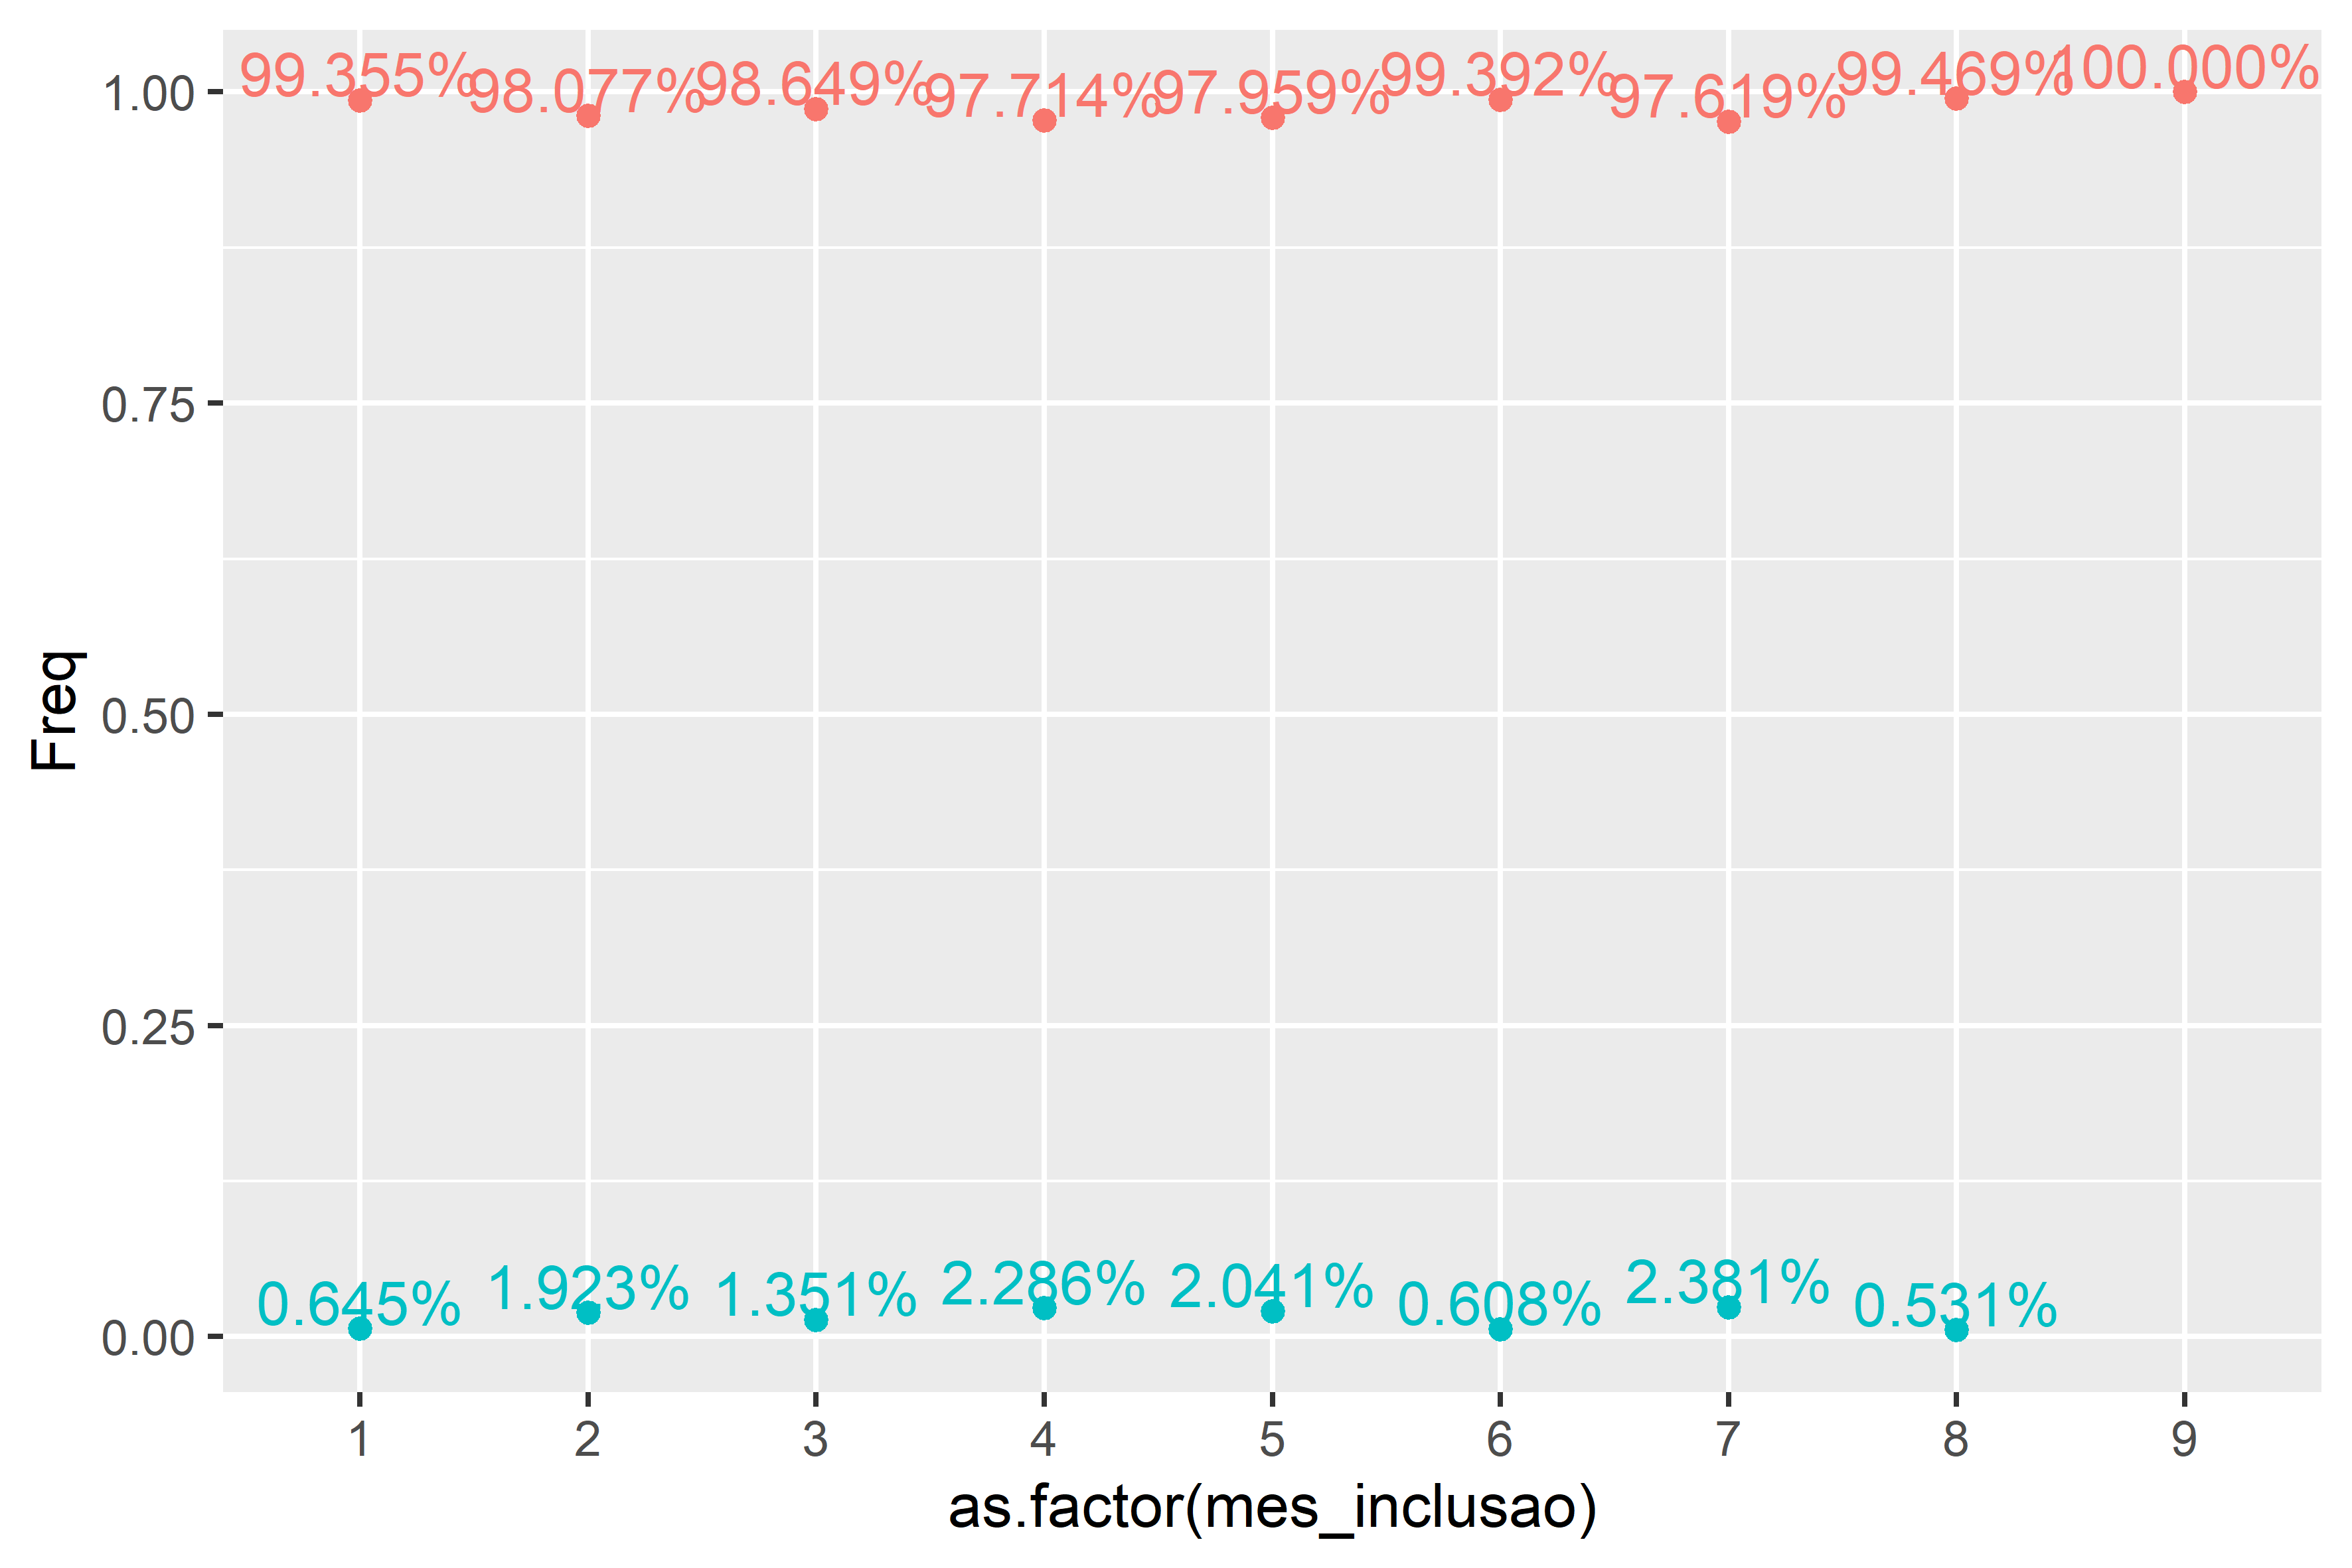 99.355% 98.077% 98.649% 97.714% 97.959% 99.392% 97.619% 99.469% 100.000%
1.00
0.75
0.50
0.25
0.00
Freq
0.645% 1.923% 1.351% 2.286% 2.041% 0.608% 2.381% 0.531%
1 2 3 4 5 6 7 8 9
as.factor(mes_inclusao)